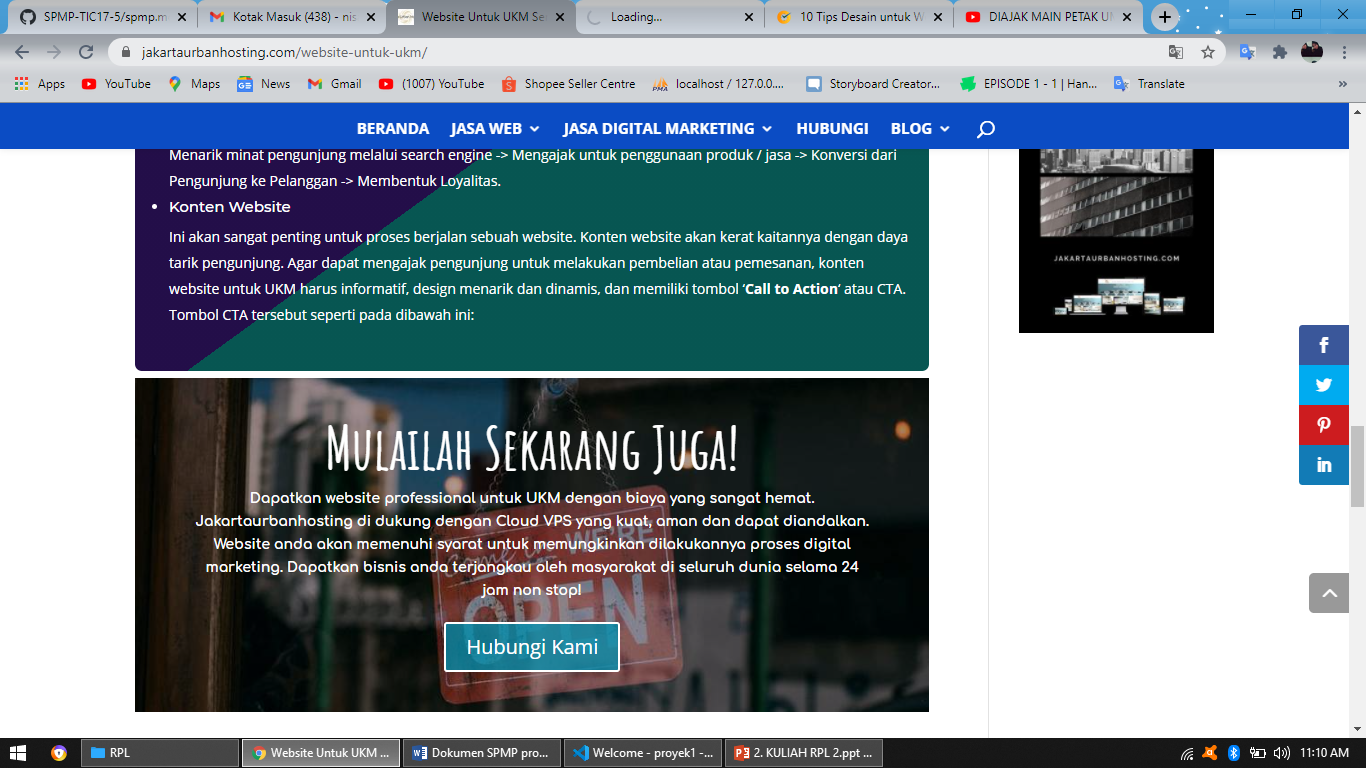 SPMP-TIC17-5/spmp.m
Kotak Masuk (438) - nis
Website Untuk UKM Se
Loading...
10 Tips Desain untuk W
DIAJAK MAIN PETAK UM
jakartaurbanhosting.com/website-untuk-ukm/
Apps
YouTube
Maps
News
Gmail
(1007) YouTube
Shopee Seller Centre
localhost / 127.0.0....
Storyboard Creator...
EPISODE 1 - 1 | Han...
Translate
BERANDA
JASA WEB
JASA DIGITAL MARKETING
HUBUNGI
BLOG
Menarik minat pengunjung melalui search engine -> Mengajak untuk penggunaan produk / jasa -> Konversi dari
Pengunjung ke Pelanggan -> Membentuk Loyalitas.
• Konten Website
Ini akan sangat penting untuk proses berjalan sebuah website. Konten website akan kerat kaitannya dengan daya
tarik pengunjung. Agar dapat mengajak pengunjung untuk melakukan pembelian atau pemesanan, konten
website untuk UKM harus informatif, design menarik dan dinamis, dan memiliki tombol ‘Call to Action‘ atau CTA.
Tombol CTA tersebut seperti pada dibawah ini:
JAKARTAURBANHOSTING.COM
Mulailah Sekarang Juga!
Dapatkan website professional untuk UKM dengan biaya yang sangat hemat.
Jakartaurbanhosting di dukung dengan Cloud VPS yang kuat, aman dan dapat diandalkan.
Website anda akan memenuhi syarat untuk memungkinkan dilakukannya proses digital
marketing. Dapatkan bisnis anda terjangkau oleh masyarakat di seluruh dunia selama 24
jam non stop!
Come in WE'RE
OPEN
Hubungi Kami
RPL
Website Untuk UKM ...
Dokumen SPMP pro...
Welcome - proyek1 -...
2. KULIAH RPL 2.ppt ...
11:10 AM